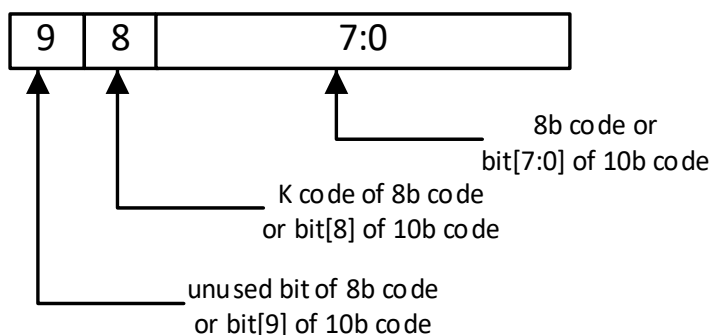 9 8 7:0
8b code or
bit[7:0] of 10b code
K code of 8b code
or bit[8] of 10b code
unused bit of 8b code
or bit[9] of 10b code